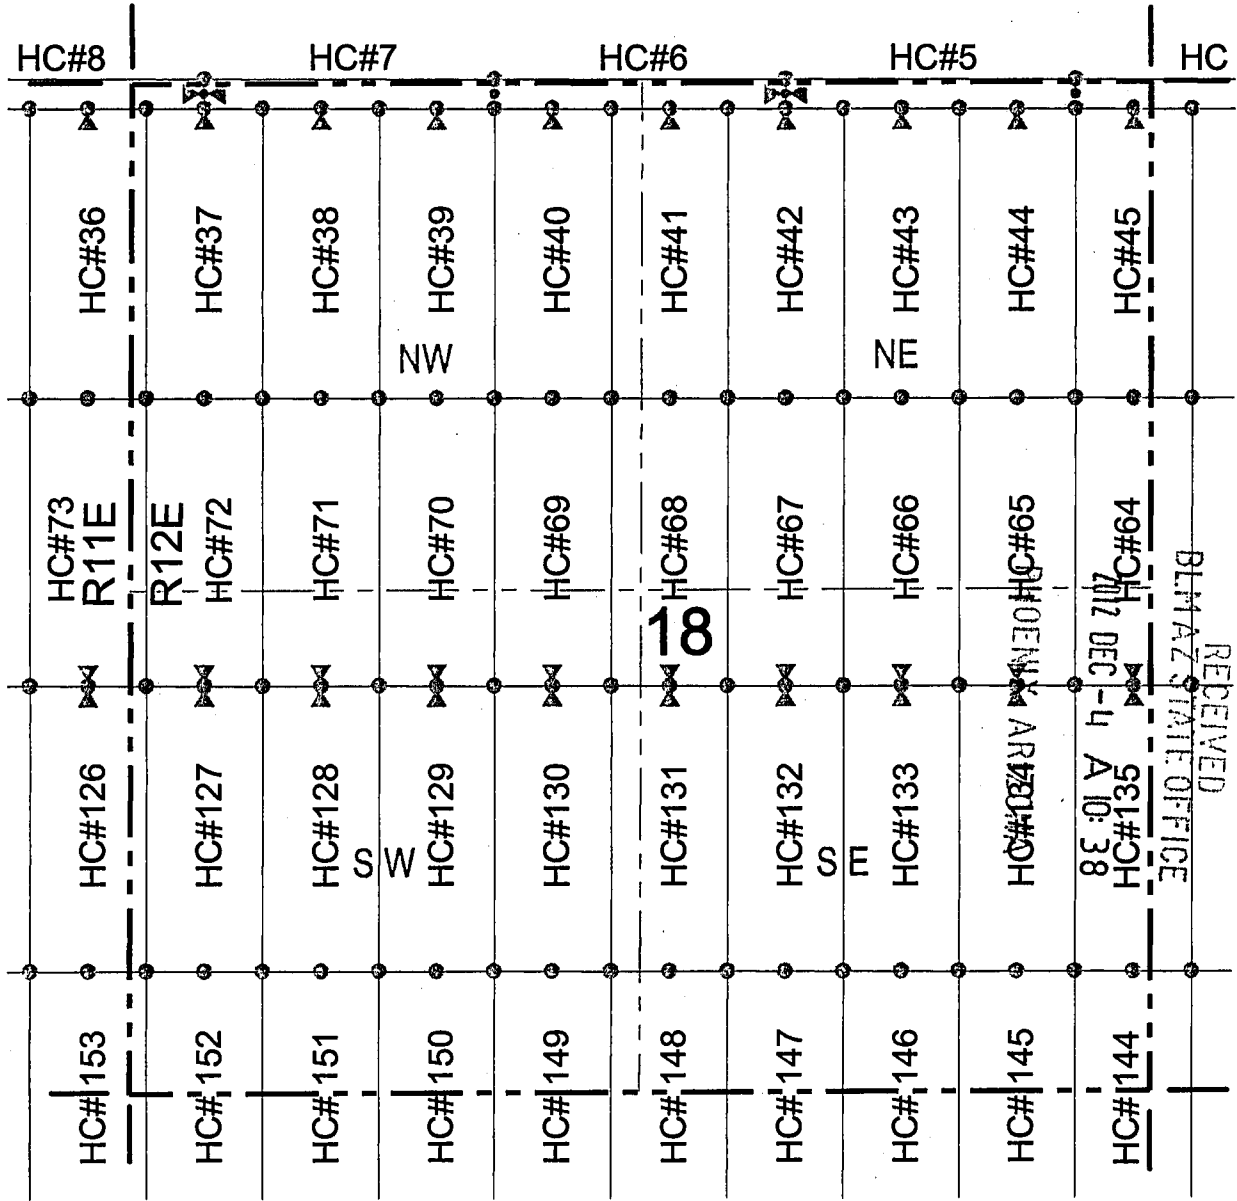 HC#8 HC#7 HC#6 HC#5 HC
HC#36 HC#37 HC#38 HC#39 HC#40 HC#41 HC#42 HC#43 HC#44 HC#45
NW NE
HC#73 HC#72 HC#71 HC#70 HC#69 HC#68 HC#67 HC#66 HC#65 HC#64
R11E R12E
18
HC#126 HC#127 HC#128 HC#129 HC#130 HC#131 HC#132 HC#133 HC#134 HC#135
SW SE
HC#153 HC#152 HC#151 HC#150 HC#149 HC#148 HC#147 HC#146 HC#145 HC#144
RECEIVED
BLM AZ STATE OFFICE
2012 DEC -4 A 10: 38
PHOENIX ARIZONA